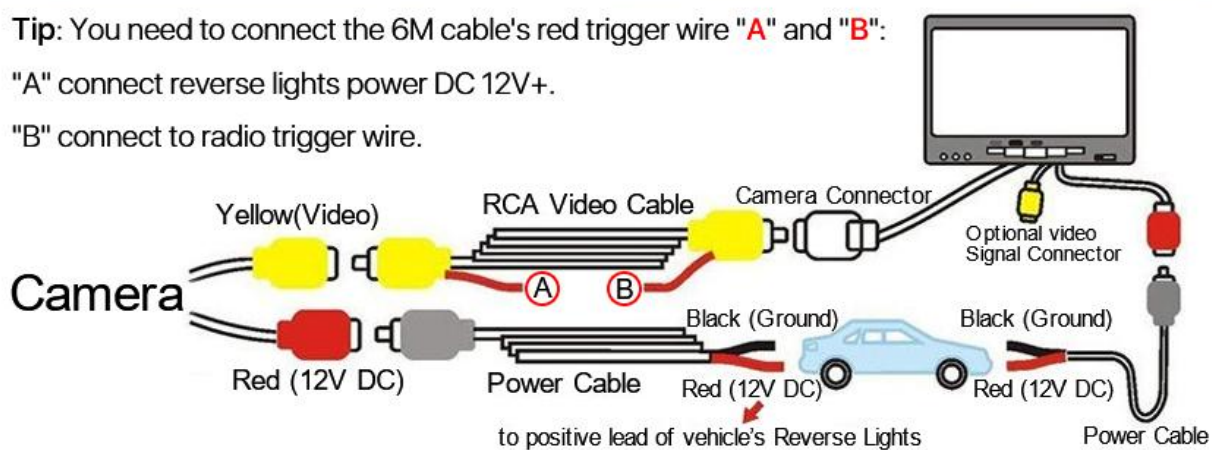 Tip: You need to connect the 6M cable's red trigger wire "A" and "B":
"A" connect reverse lights power DC 12V+.
"B" connect to radio trigger wire.
Yellow(Video)
RCA Video Cable
Camera Connector
Optional video
Signal Connector
A
B
Camera
Black (Ground)
Black (Ground)
Red (12V DC)
Power Cable
Red (12V DC)
Red (12V DC)
to positive lead of vehicle's Reverse Lights
Power Cable